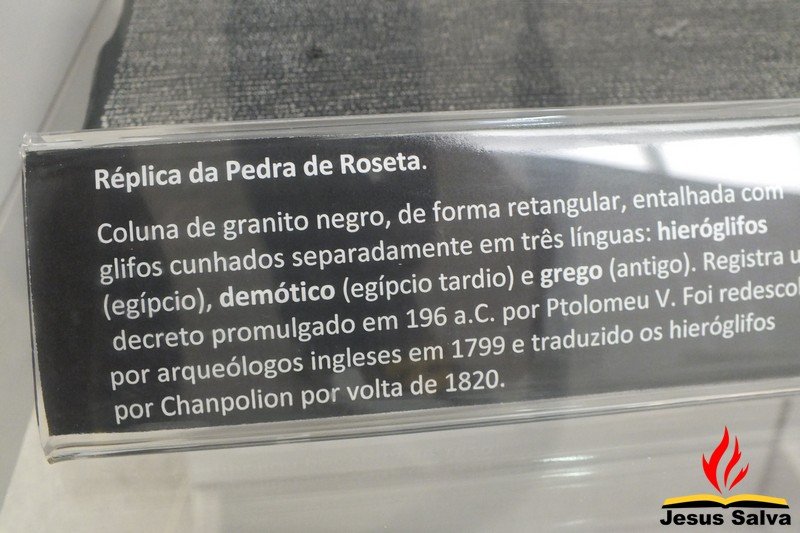 Réplica da Pedra de Roseta.
Coluna de granito negro, de forma retangular, entalhada com
glifos cunhados separadamente em três línguas: hieróglifos
(egípcio), demótico (egípcio tardio) e grego (antigo). Registra
decreto promulgado em 196 a.C. por Ptolomeu V. Foi
por arqueólogos ingleses em 1799 e traduzido os hieróglifos
por Chanpolion por volta de 1820.
Jesus Salva